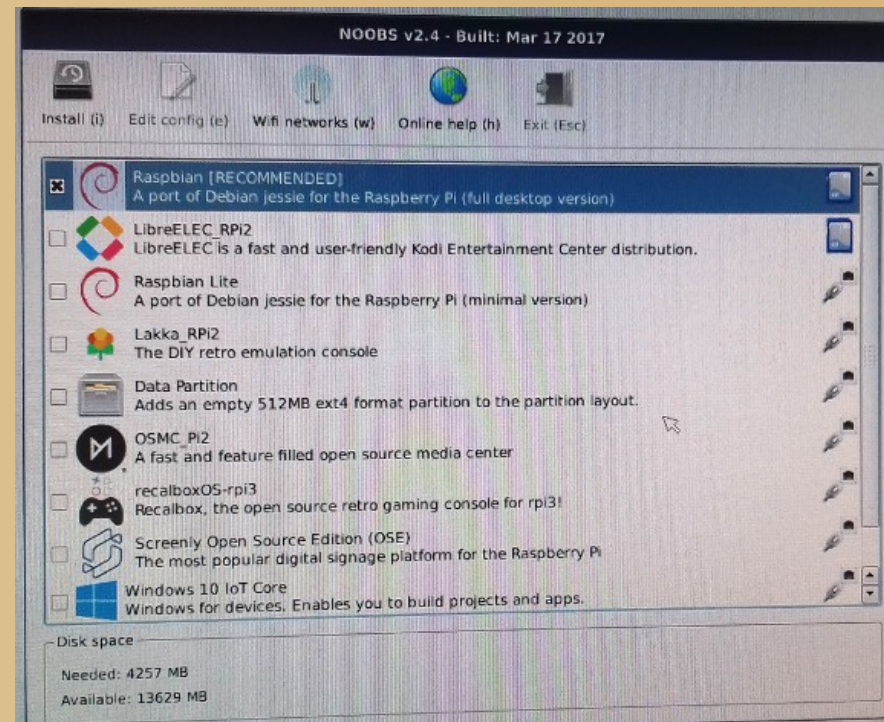 NOOBS v2.4 - Built: Mar 17 2017
Install (i)
Edit config (e)
Wifi networks (w)
Online help (h)
Exit (Esc)
Raspbian [RECOMMENDED]
A port of Debian jessie for the Raspberry Pi (full desktop version)
LibreELEC_RPi2
LibreELEC is a fast and user-friendly Kodi Entertainment Center distribution.
Raspbian Lite
A port of Debian jessie for the Raspberry Pi (minimal version)
Lakka_RPi2
The DIY retro emulation console
Data Partition
Adds an empty 512MB ext4 format partition to the partition layout.
OSMC_Pi2
A fast and feature filled open source media center
recalboxOS-rpi3
Recalbox, the open source retro gaming console for rpi3!
Screenly Open Source Edition (OSE)
The most popular digital signage platform for the Raspberry Pi
Windows 10 IoT Core
Windows for devices. Enables you to build projects and apps.
Disk space
Needed: 4257 MB
Available: 13629 MB